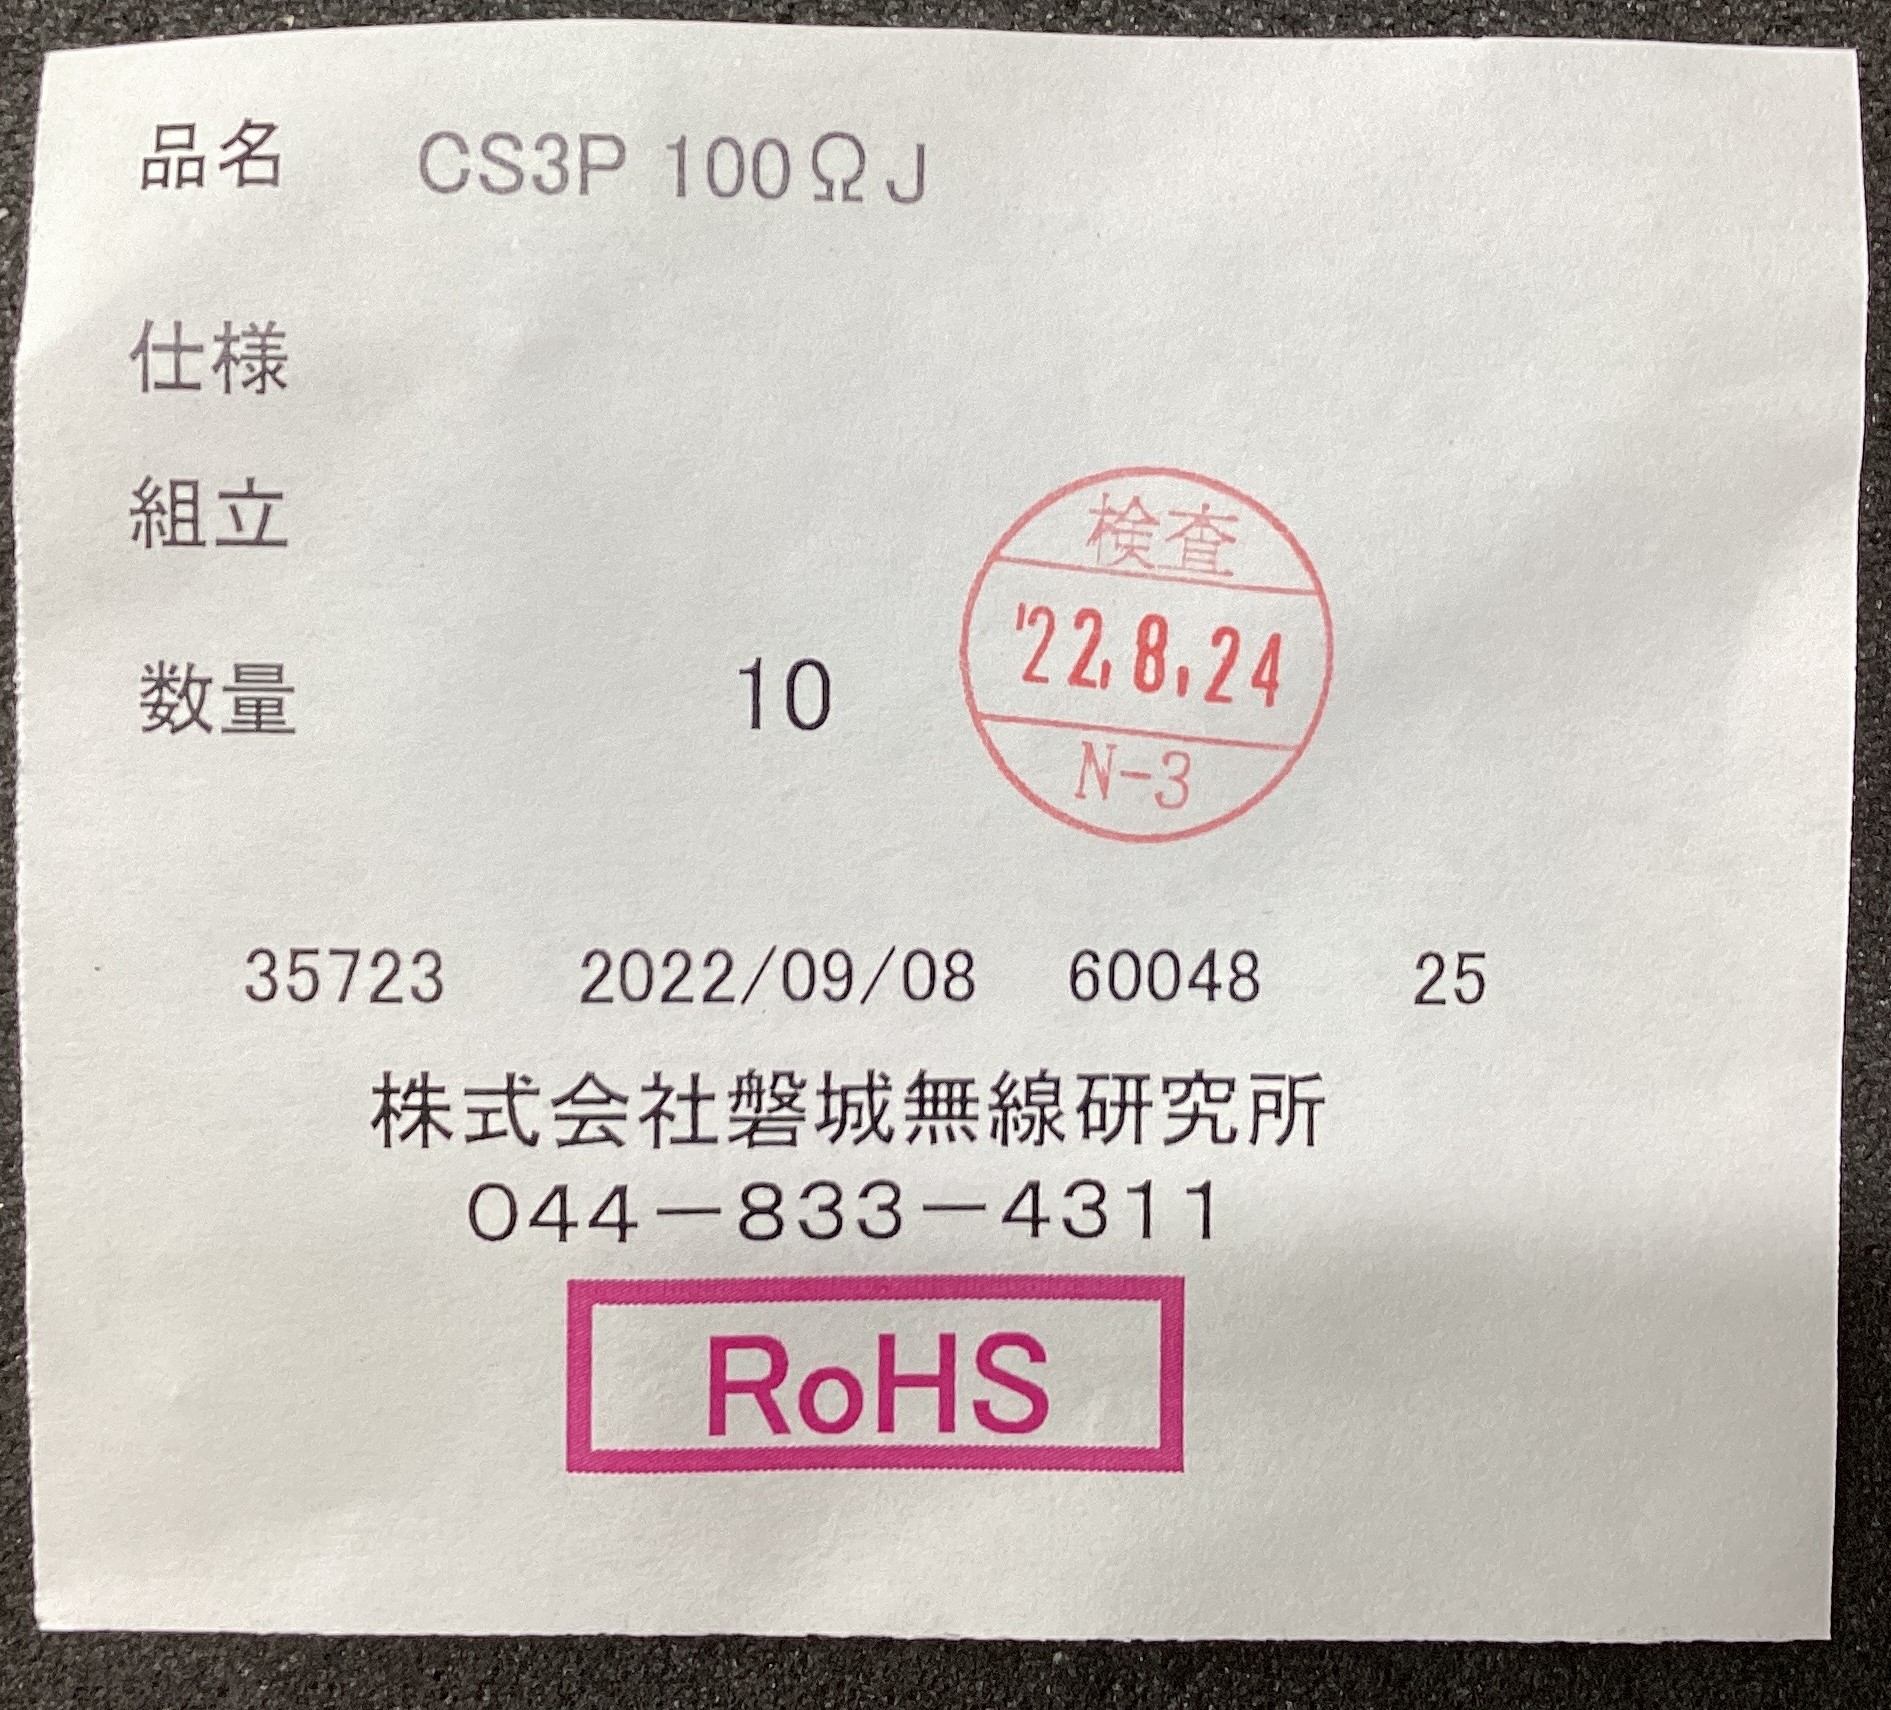 品名 CS3P 100ΩJ
仕様
組立
検査
数量 10
'22.8.24
N-3
35723 2022/09/08 60048 25
株式会社磐城無線研究所
044-833-4311
RoHS